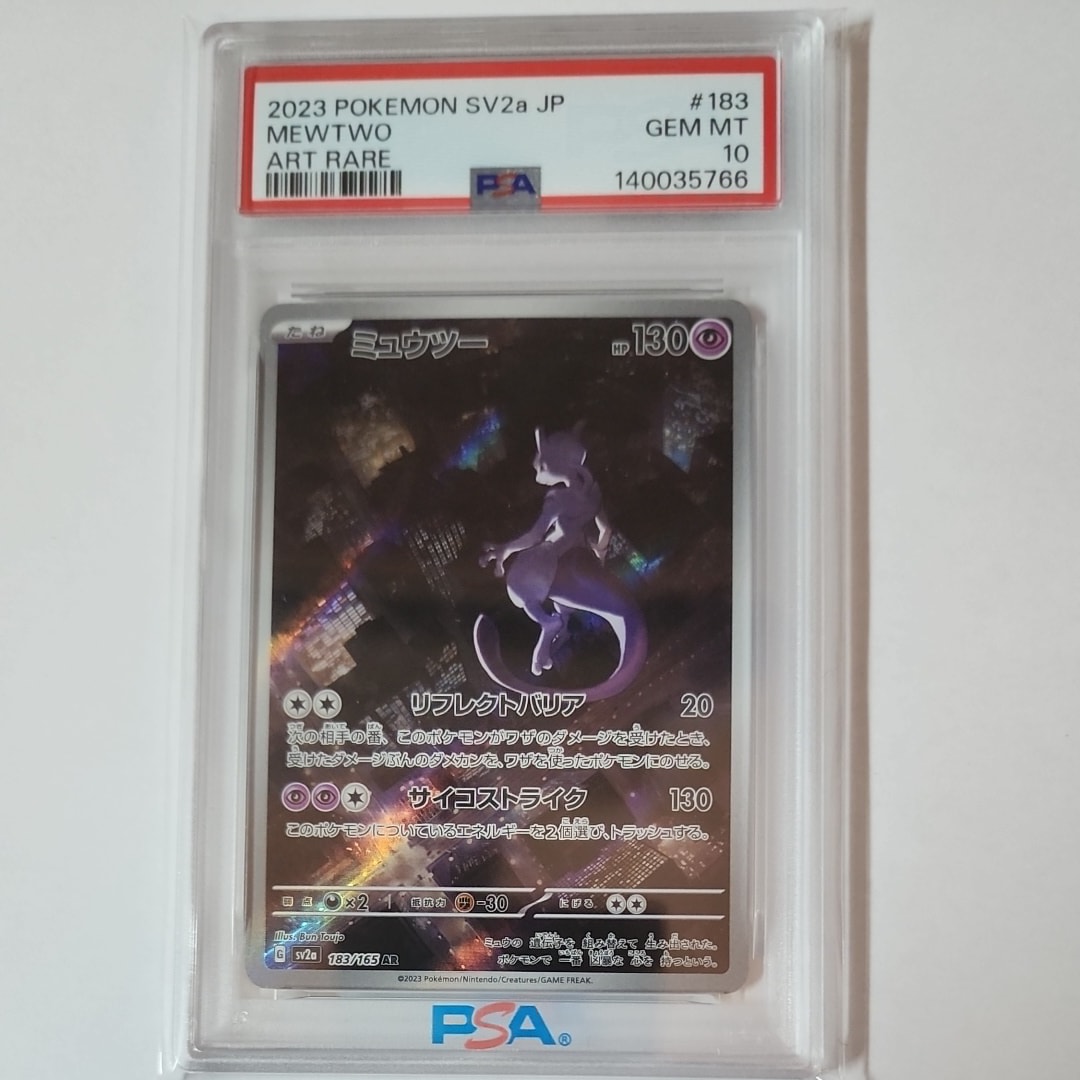 2023 POKEMON SV2a JP #183
MEWTWO GEM MT
ART RARE 10
PSA 140035766
たね ミュウツー HP 130
リフレクトバリア 20
次の相手の番、このポケモンがワザのダメージを受けたとき、
受けたダメージぶんのダメカンを、ワザを使ったポケモンにのせる。
サイコストライク 130
このポケモンについているエネルギーを2個選び、トラッシュする。
弱点 ×2 抵抗力 -30 にげる
Illus. Bun Toujo
ミュウの 遺伝子を 組み替えて 生み出された。
ポケモンで 一番 凶暴な 心を 持つという。
G sv2a 183/165 AR
©2023 Pokémon/Nintendo/Creatures/GAME FREAK.
PSA®